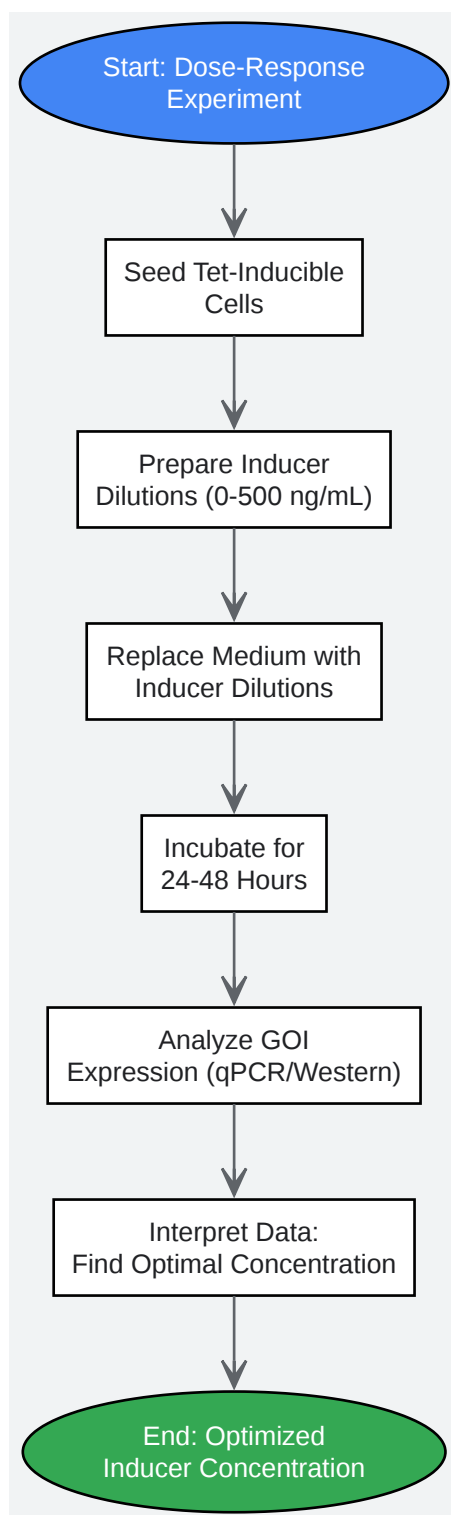 Start: Dose-Response
Experiment
Seed Tet-Inducible
Cells
Prepare Inducer
Dilutions (0-500 ng/mL)
Replace Medium with
Inducer Dilutions
Incubate for
24-48 Hours
Analyze GOI
Expression (qPCR/Western)
Interpret Data:
Find Optimal Concentration
End: Optimized
Inducer Concentration